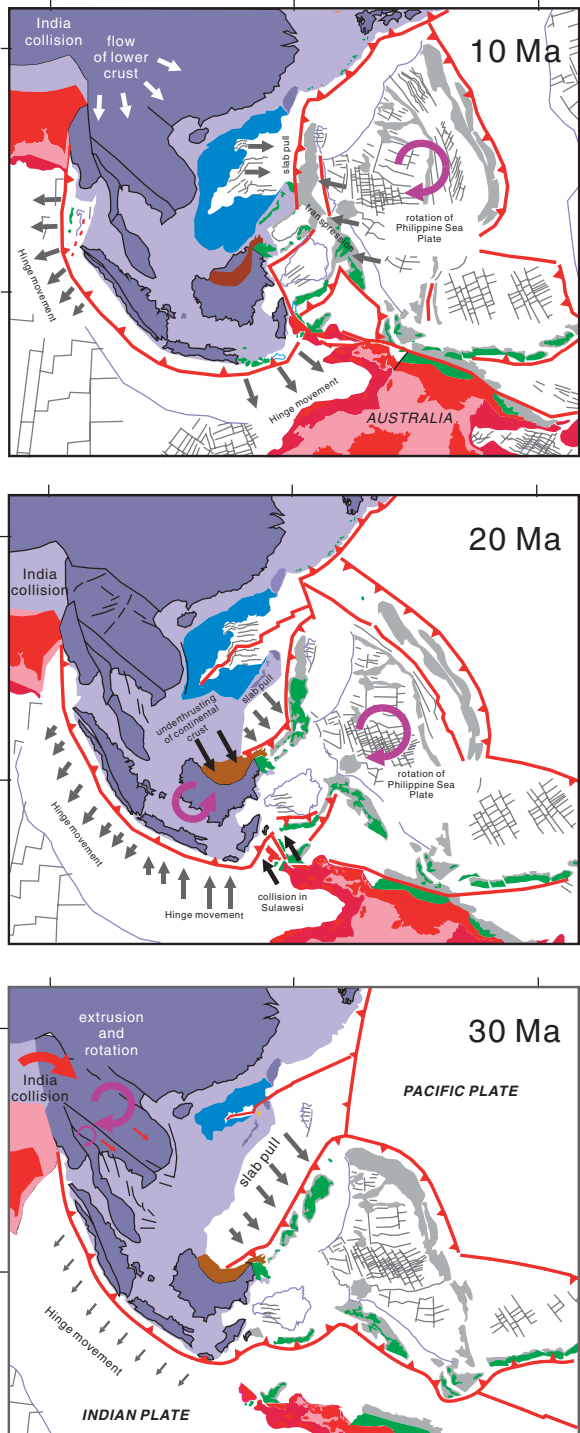 India
collision
flow
of lower
crust
10 Ma
slab pull
transpression
rotation of
Philippine Sea
Plate
Hinge movement
Hinge movement
AUSTRALIA
20 Ma
India
collision
underthrusting
of continental
crust
slab pull
rotation of
Philippine Sea
Plate
Hinge movement
Hinge movement
collision in
Sulawesi
extrusion
and
rotation
30 Ma
India
collision
PACIFIC PLATE
slab pull
Hinge movement
INDIAN PLATE